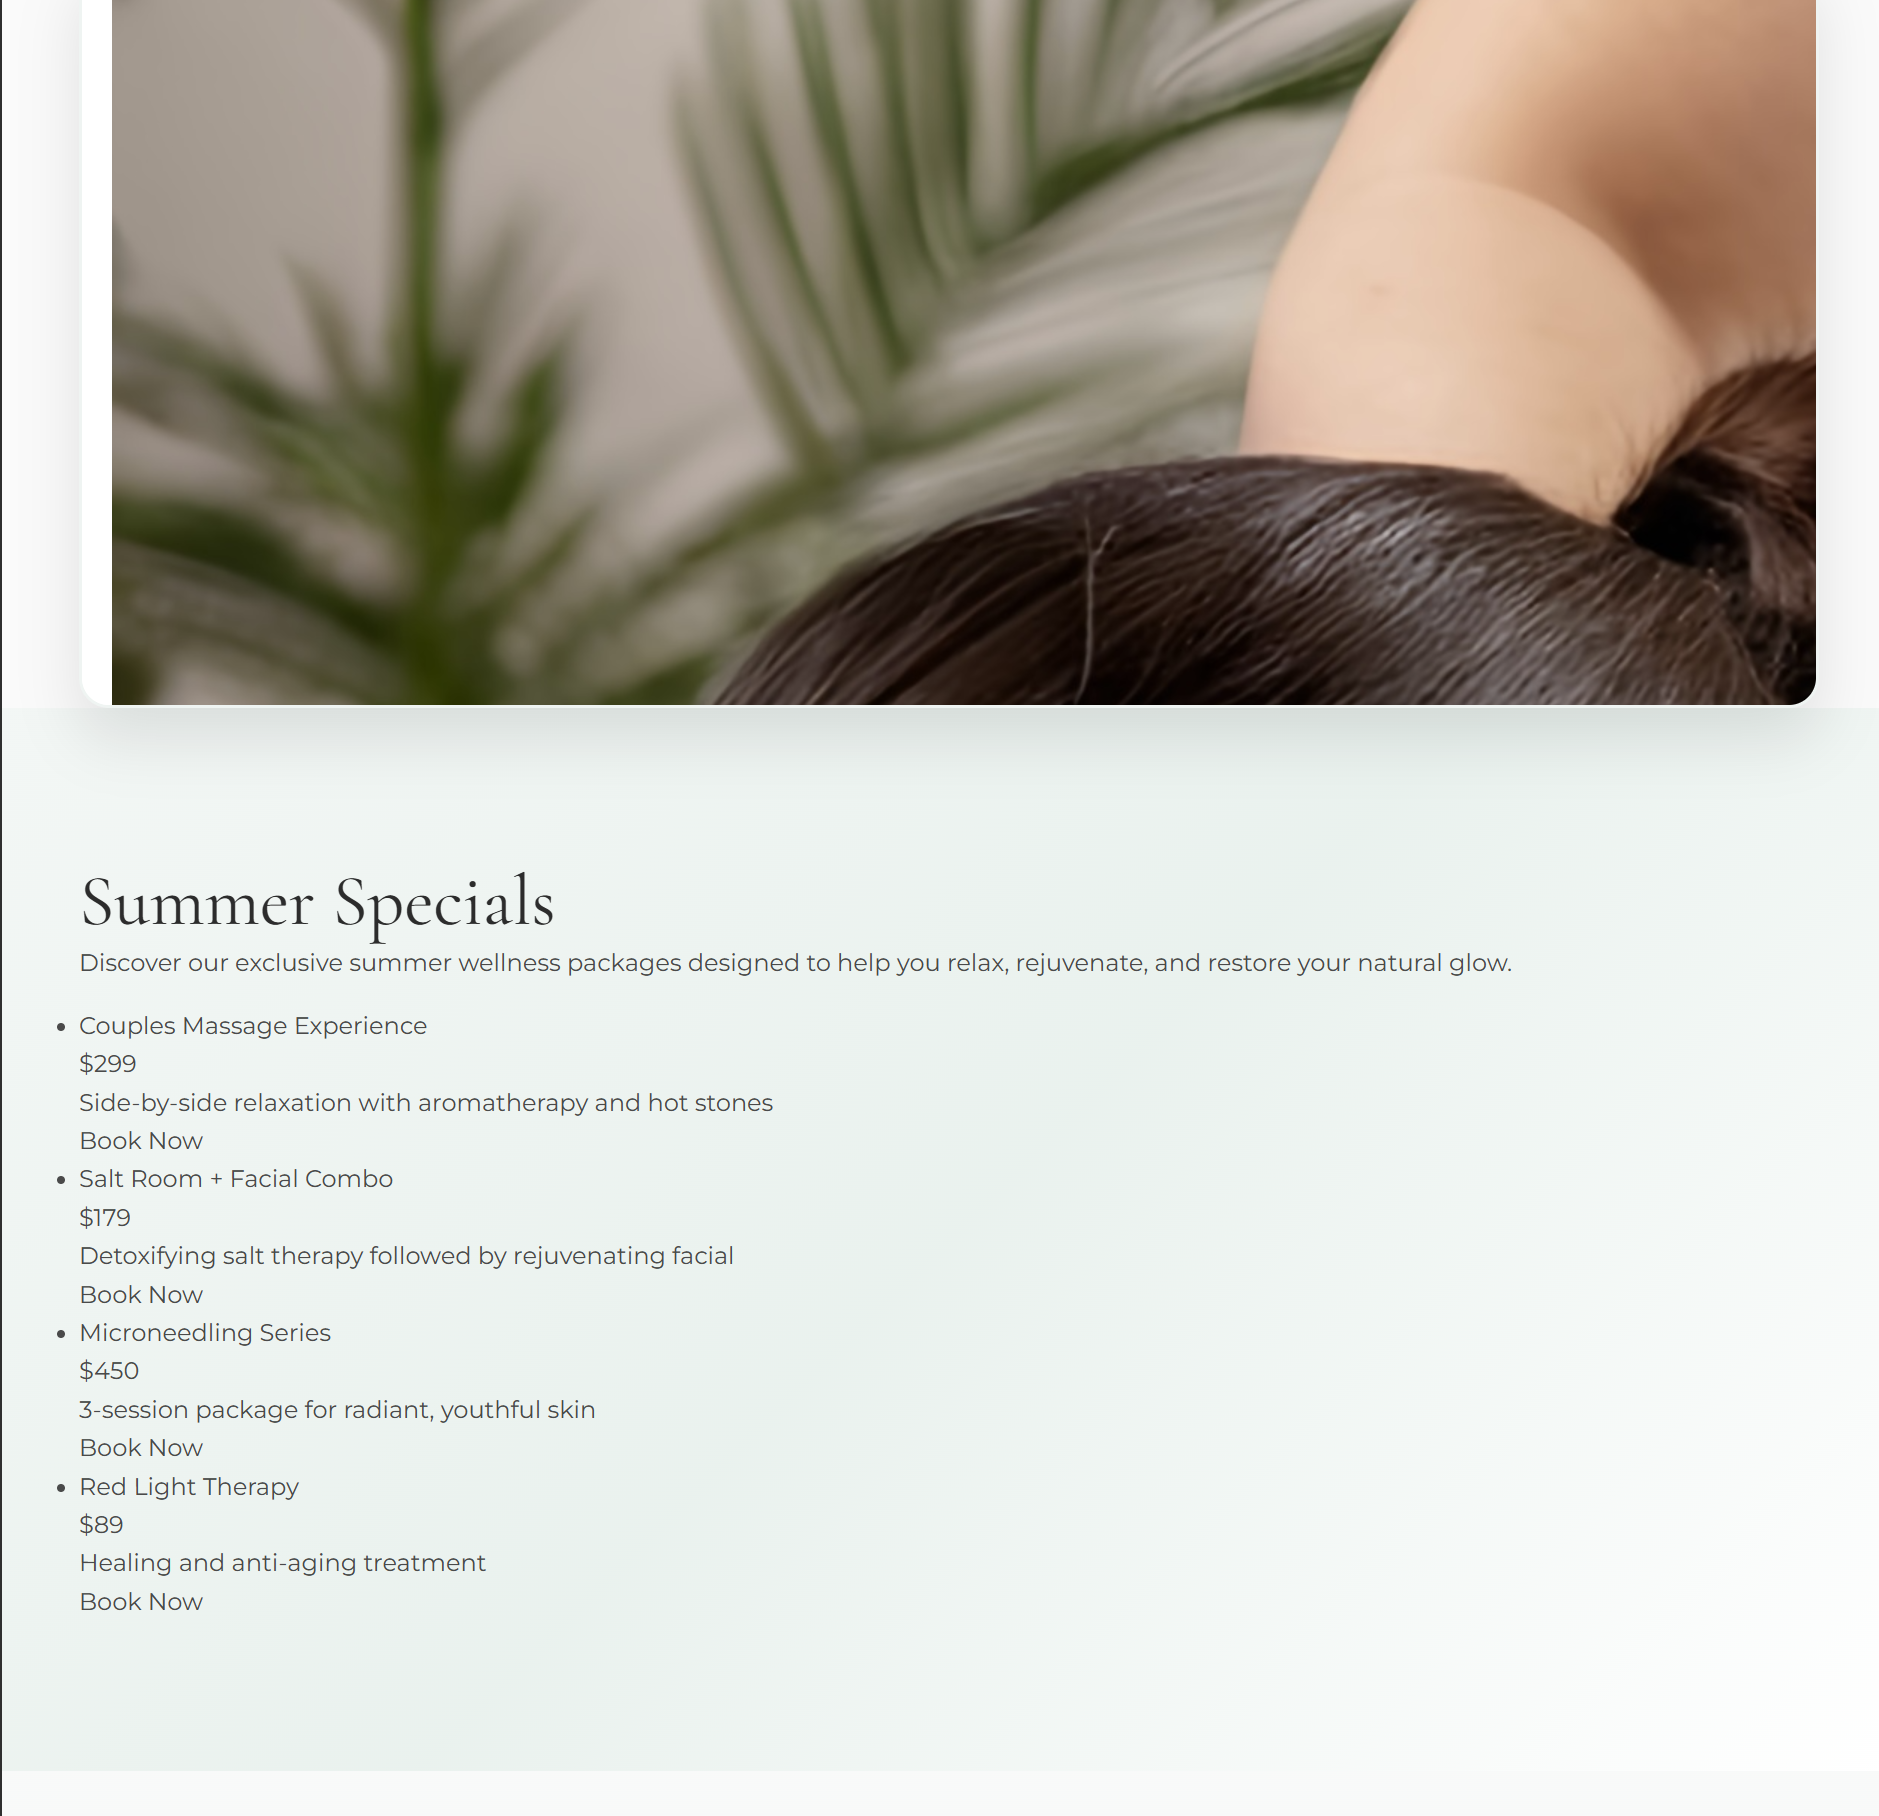 Summer Specials
Discover our exclusive summer wellness packages designed to help you relax, rejuvenate, and restore your natural glow.
Couples Massage Experience
$299
Side-by-side relaxation with aromatherapy and hot stones
Book Now
Salt Room + Facial Combo
$179
Detoxifying salt therapy followed by rejuvenating facial
Book Now
Microneedling Series
$450
3-session package for radiant, youthful skin
Book Now
Red Light Therapy
$89
Healing and anti-aging treatment
Book Now